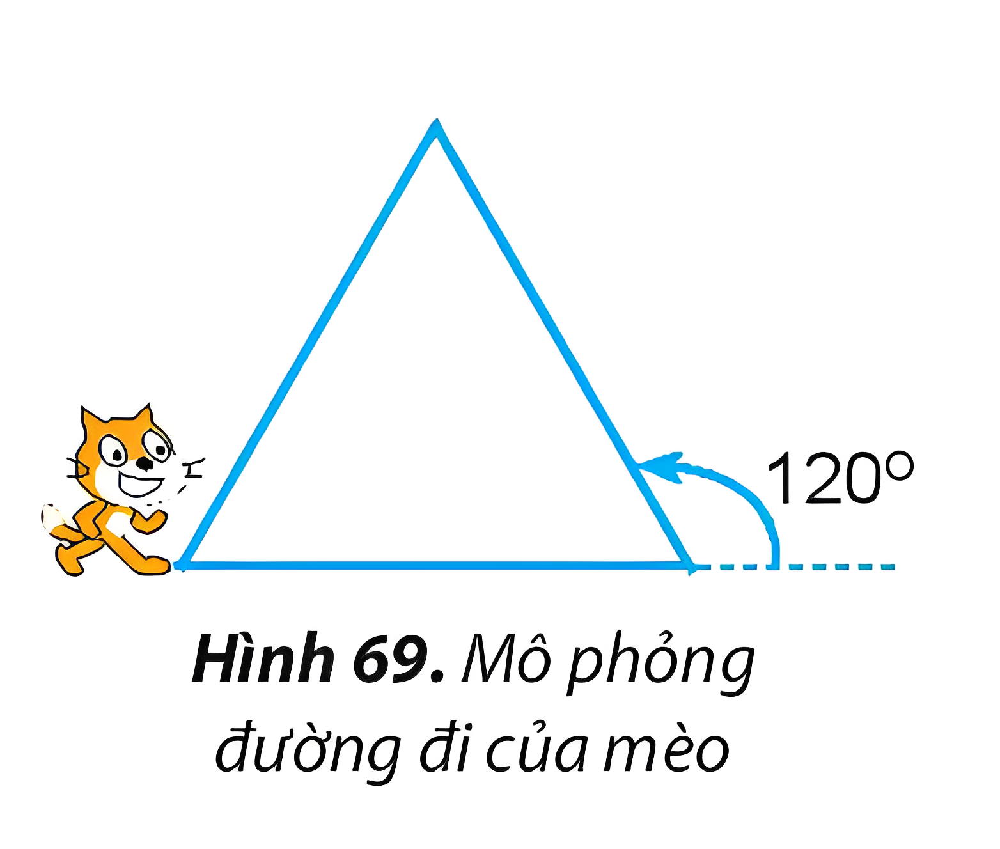 120°
Hình 69. Mô phỏng
đường đi của mèo